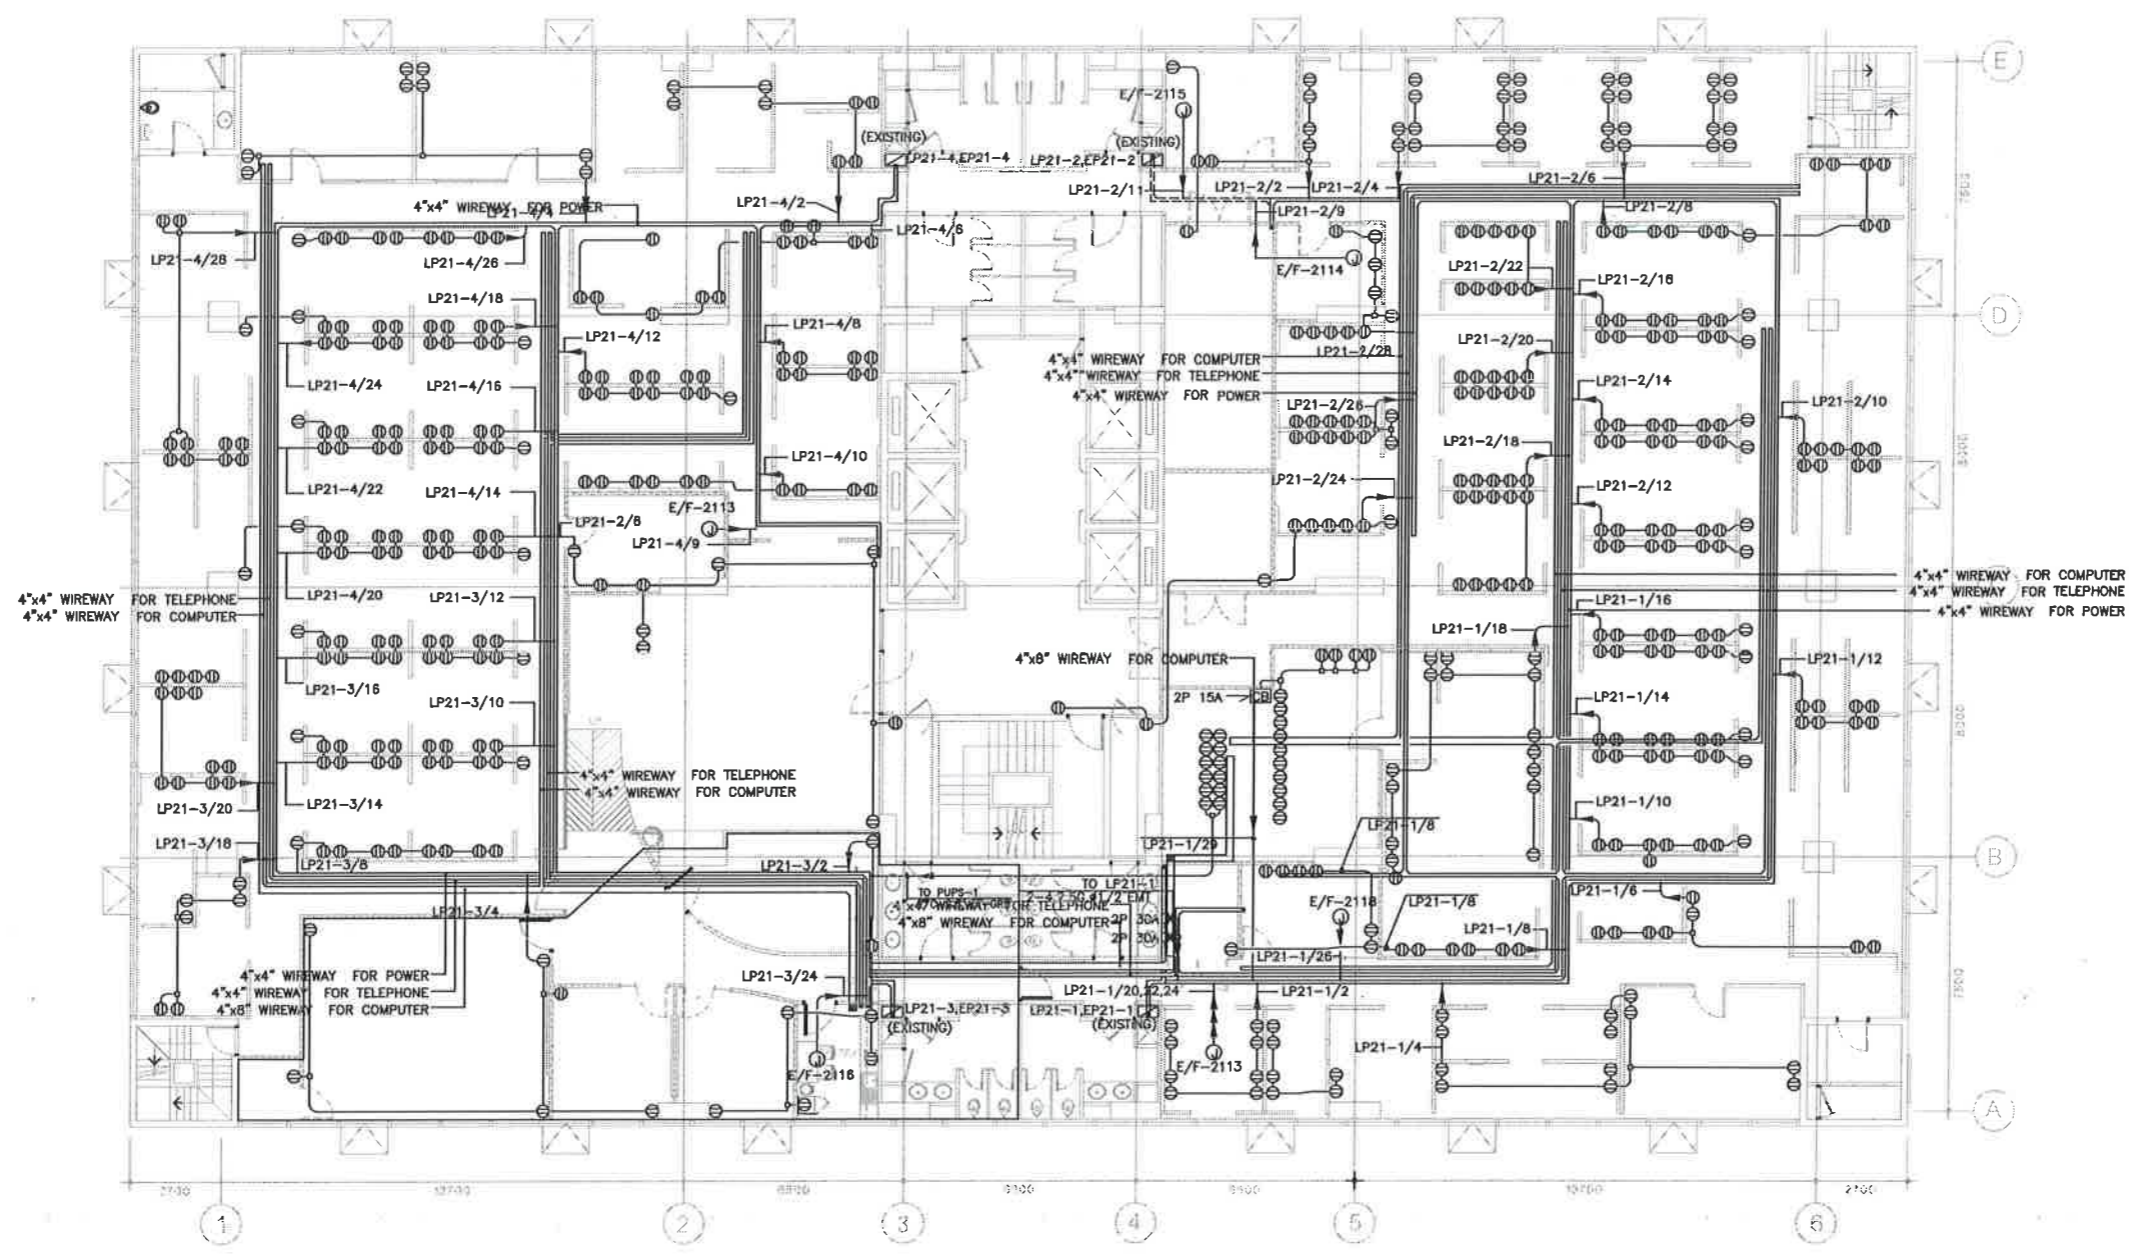 E
E/F-2115
(EXISTING)
(EXISTING)
LP21-4,EP21-4
LP21-2,EP21-2
LP21-2/6
LP21-2/11
LP21-2/2
LP21-2/4
LP21-4/2
4"x4" WIREWAY FOR POWER
LP21-4/4
LP21-2/9
LP21-2/8
7500
LP21-4/6
LP21-4/28
LP21-4/26
E/F-2114
LP21-2/22
LP21-2/16
LP21-4/18
D
LP21-4/8
LP21-4/12
LP21-2/20
LP21-2/28
4"x4" WIREWAY FOR COMPUTER
4"x4" WIREWAY FOR TELEPHONE
4"x4" WIREWAY FOR POWER
LP21-4/24
LP21-4/16
LP21-2/14
LP21-2/26
LP21-2/10
LP21-2/18
LP21-4/10
8000
LP21-4/22
LP21-4/14
LP21-2/24
LP21-2/12
E/F-2113
LP21-2/6
LP21-4/9
4"x4" WIREWAY FOR COMPUTER
4"x4" WIREWAY FOR TELEPHONE
4"x4" WIREWAY FOR POWER
4"x4" WIREWAY FOR TELEPHONE
4"x4" WIREWAY FOR COMPUTER
LP21-4/20
LP21-3/12
LP21-1/16
LP21-1/18
4"x8" WIREWAY FOR COMPUTER
LP21-1/12
LP21-3/16
2P 15A
CB
LP21-3/10
LP21-1/14
8000
4"x4" WIREWAY FOR TELEPHONE
4"x4" WIREWAY FOR COMPUTER
LP21-3/20
LP21-3/14
LP21-1/10
LP21-1/8
LP21-3/18
LP21-1/29
B
LP21-3/8
LP21-3/2
TO PUPS-1
TO LP21-1
LP21-1/6
4"x4" WIREWAY FOR TELEPHONE
4"x8" WIREWAY FOR COMPUTER
2P 30A
2P 30A
E/F-2118
LP21-1/8
LP21-3/4
LP21-1/8
LP21-1/26
4"x4" WIREWAY FOR POWER
4"x4" WIREWAY FOR TELEPHONE
4"x8" WIREWAY FOR COMPUTER
LP21-3/24
LP21-1/20,22,24
LP21-1/2
7500
LP21-3,EP21-3
(EXISTING)
LP21-1,EP21-1
(EXISTING)
LP21-1/4
E/F-2116
E/F-2113
A
2700
2700
1
2
3
4
5
6